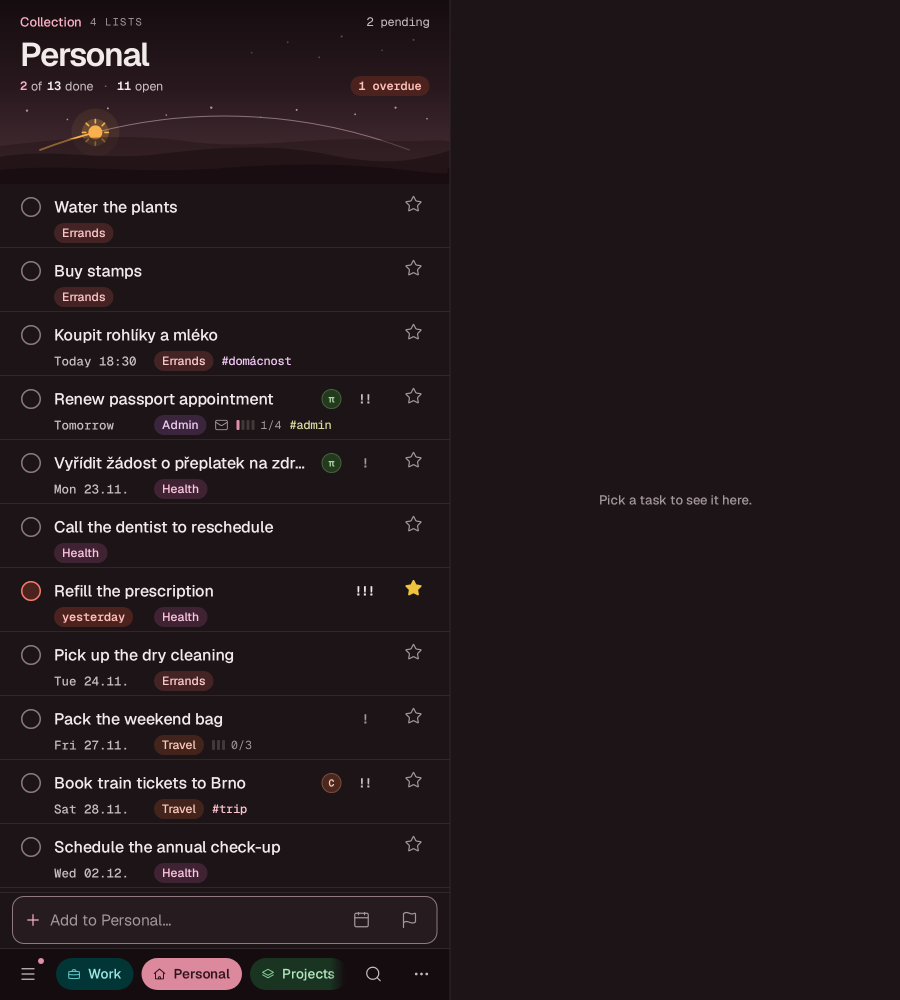 Collection 4 LISTS 2 pending
Personal
2 of 13 done · 11 open 1 overdue
Water the plants
Errands
Buy stamps
Errands
Koupit rohlíky a mléko
Today 18:30 Errands #domácnost
Renew passport appointment π !!
Tomorrow Admin 1/4 #admin
Vyřídit žádost o přeplatek na zdr… π !
Mon 23.11. Health
Call the dentist to reschedule
Health
Refill the prescription !!!
yesterday Health
Pick up the dry cleaning
Tue 24.11. Errands
Pack the weekend bag !
Fri 27.11. Travel 0/3
Book train tickets to Brno C !!
Sat 28.11. Travel #trip
Schedule the annual check-up
Wed 02.12. Health
Add to Personal…
Work Personal Projects
Pick a task to see it here.